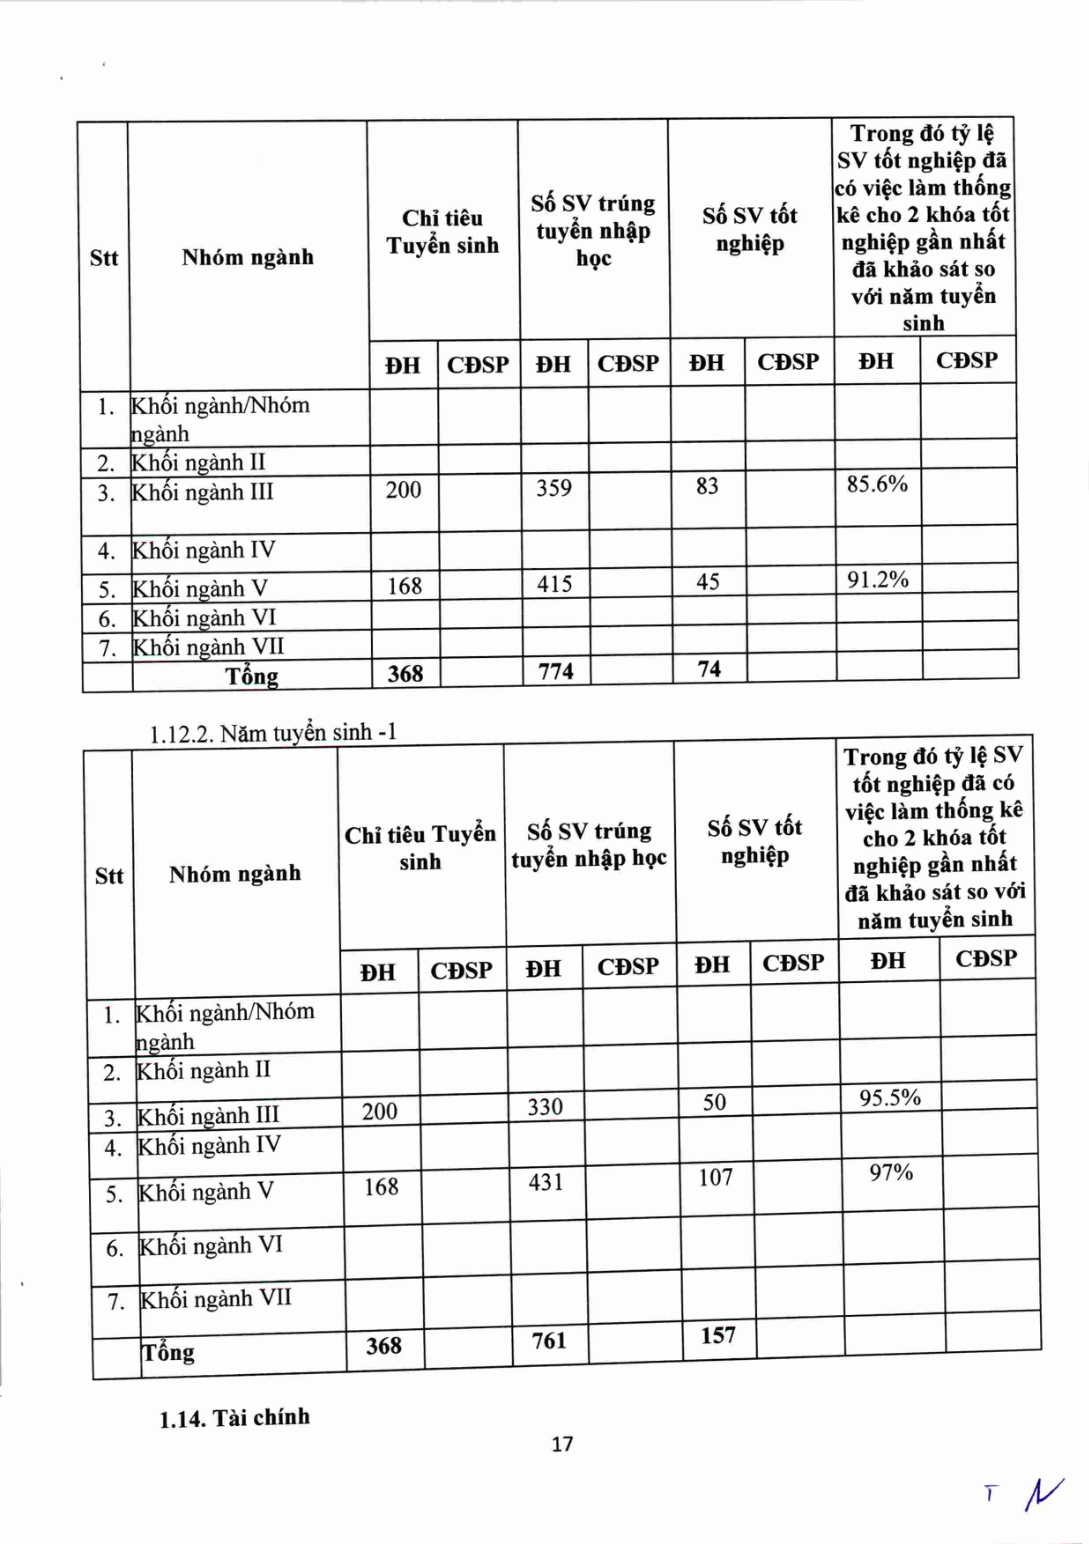 Stt
Nhóm ngành
Chỉ tiêu
Tuyển sinh
Số SV trúng
tuyển nhập
học
Số SV tốt
nghiệp
Trong đó tỷ lệ
SV tốt nghiệp đã
có việc làm thống
kê cho 2 khóa tốt
nghiệp gần nhất
đã khảo sát so
với năm tuyển
sinh
ĐH CĐSP ĐH CĐSP ĐH CĐSP ĐH CĐSP
1. Khối ngành/Nhóm
ngành
2. Khối ngành II
3. Khối ngành III 200 359 83 85.6%
4. Khối ngành IV
5. Khối ngành V 168 415 45 91.2%
6. Khối ngành VI
7. Khối ngành VII
Tổng 368 774 74
1.12.2. Năm tuyển sinh -1
Stt
Nhóm ngành
Chỉ tiêu Tuyển
sinh
Số SV trúng
tuyển nhập học
Số SV tốt
nghiệp
Trong đó tỷ lệ SV
tốt nghiệp đã có
việc làm thống kê
cho 2 khóa tốt
nghiệp gần nhất
đã khảo sát so với
năm tuyển sinh
ĐH CĐSP ĐH CĐSP ĐH CĐSP ĐH CĐSP
1. Khối ngành/Nhóm
ngành
2. Khối ngành II
3. Khối ngành III 200 330 50 95.5%
4. Khối ngành IV
5. Khối ngành V 168 431 107 97%
6. Khối ngành VI
7. Khối ngành VII
Tổng 368 761 157
1.14. Tài chính
17